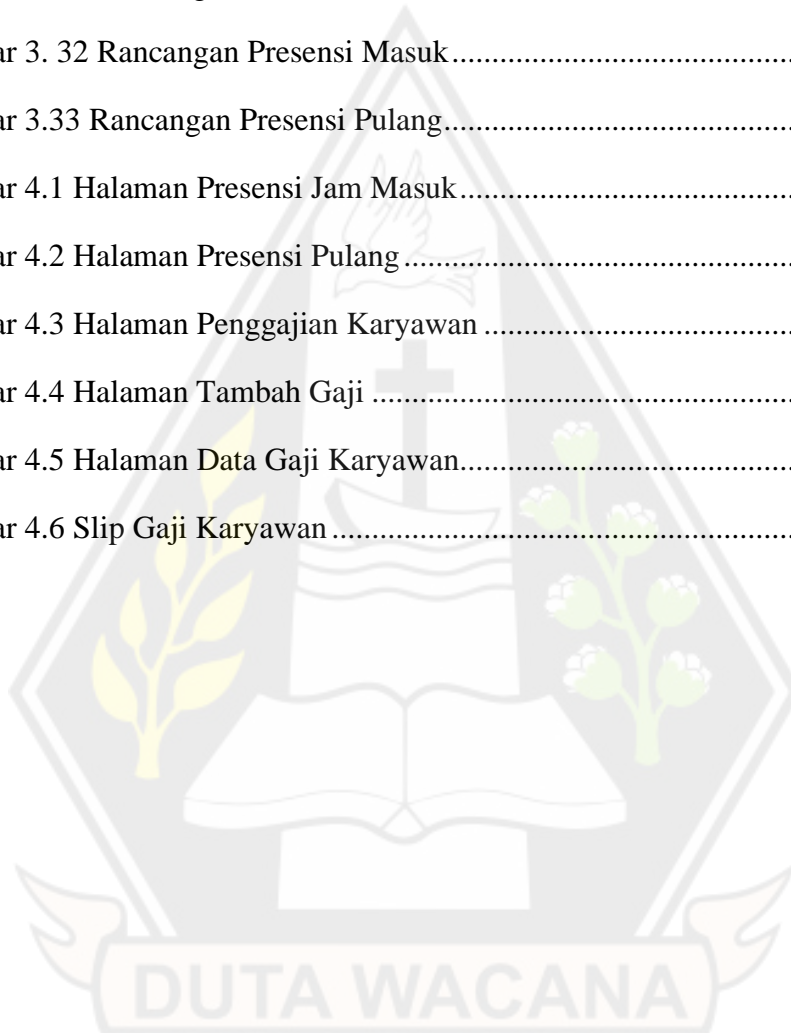 ar 3. 32 Rancangan Presensi Masuk................................................
ar 3.33 Rancangan Presensi Pulang................................................
ar 4.1 Halaman Presensi Jam Masuk................................................
ar 4.2 Halaman Presensi Pulang................................................
ar 4.3 Halaman Penggajian Karyawan................................................
ar 4.4 Halaman Tambah Gaji................................................
ar 4.5 Halaman Data Gaji Karyawan................................................
ar 4.6 Slip Gaji Karyawan................................................
DUTA WACANA